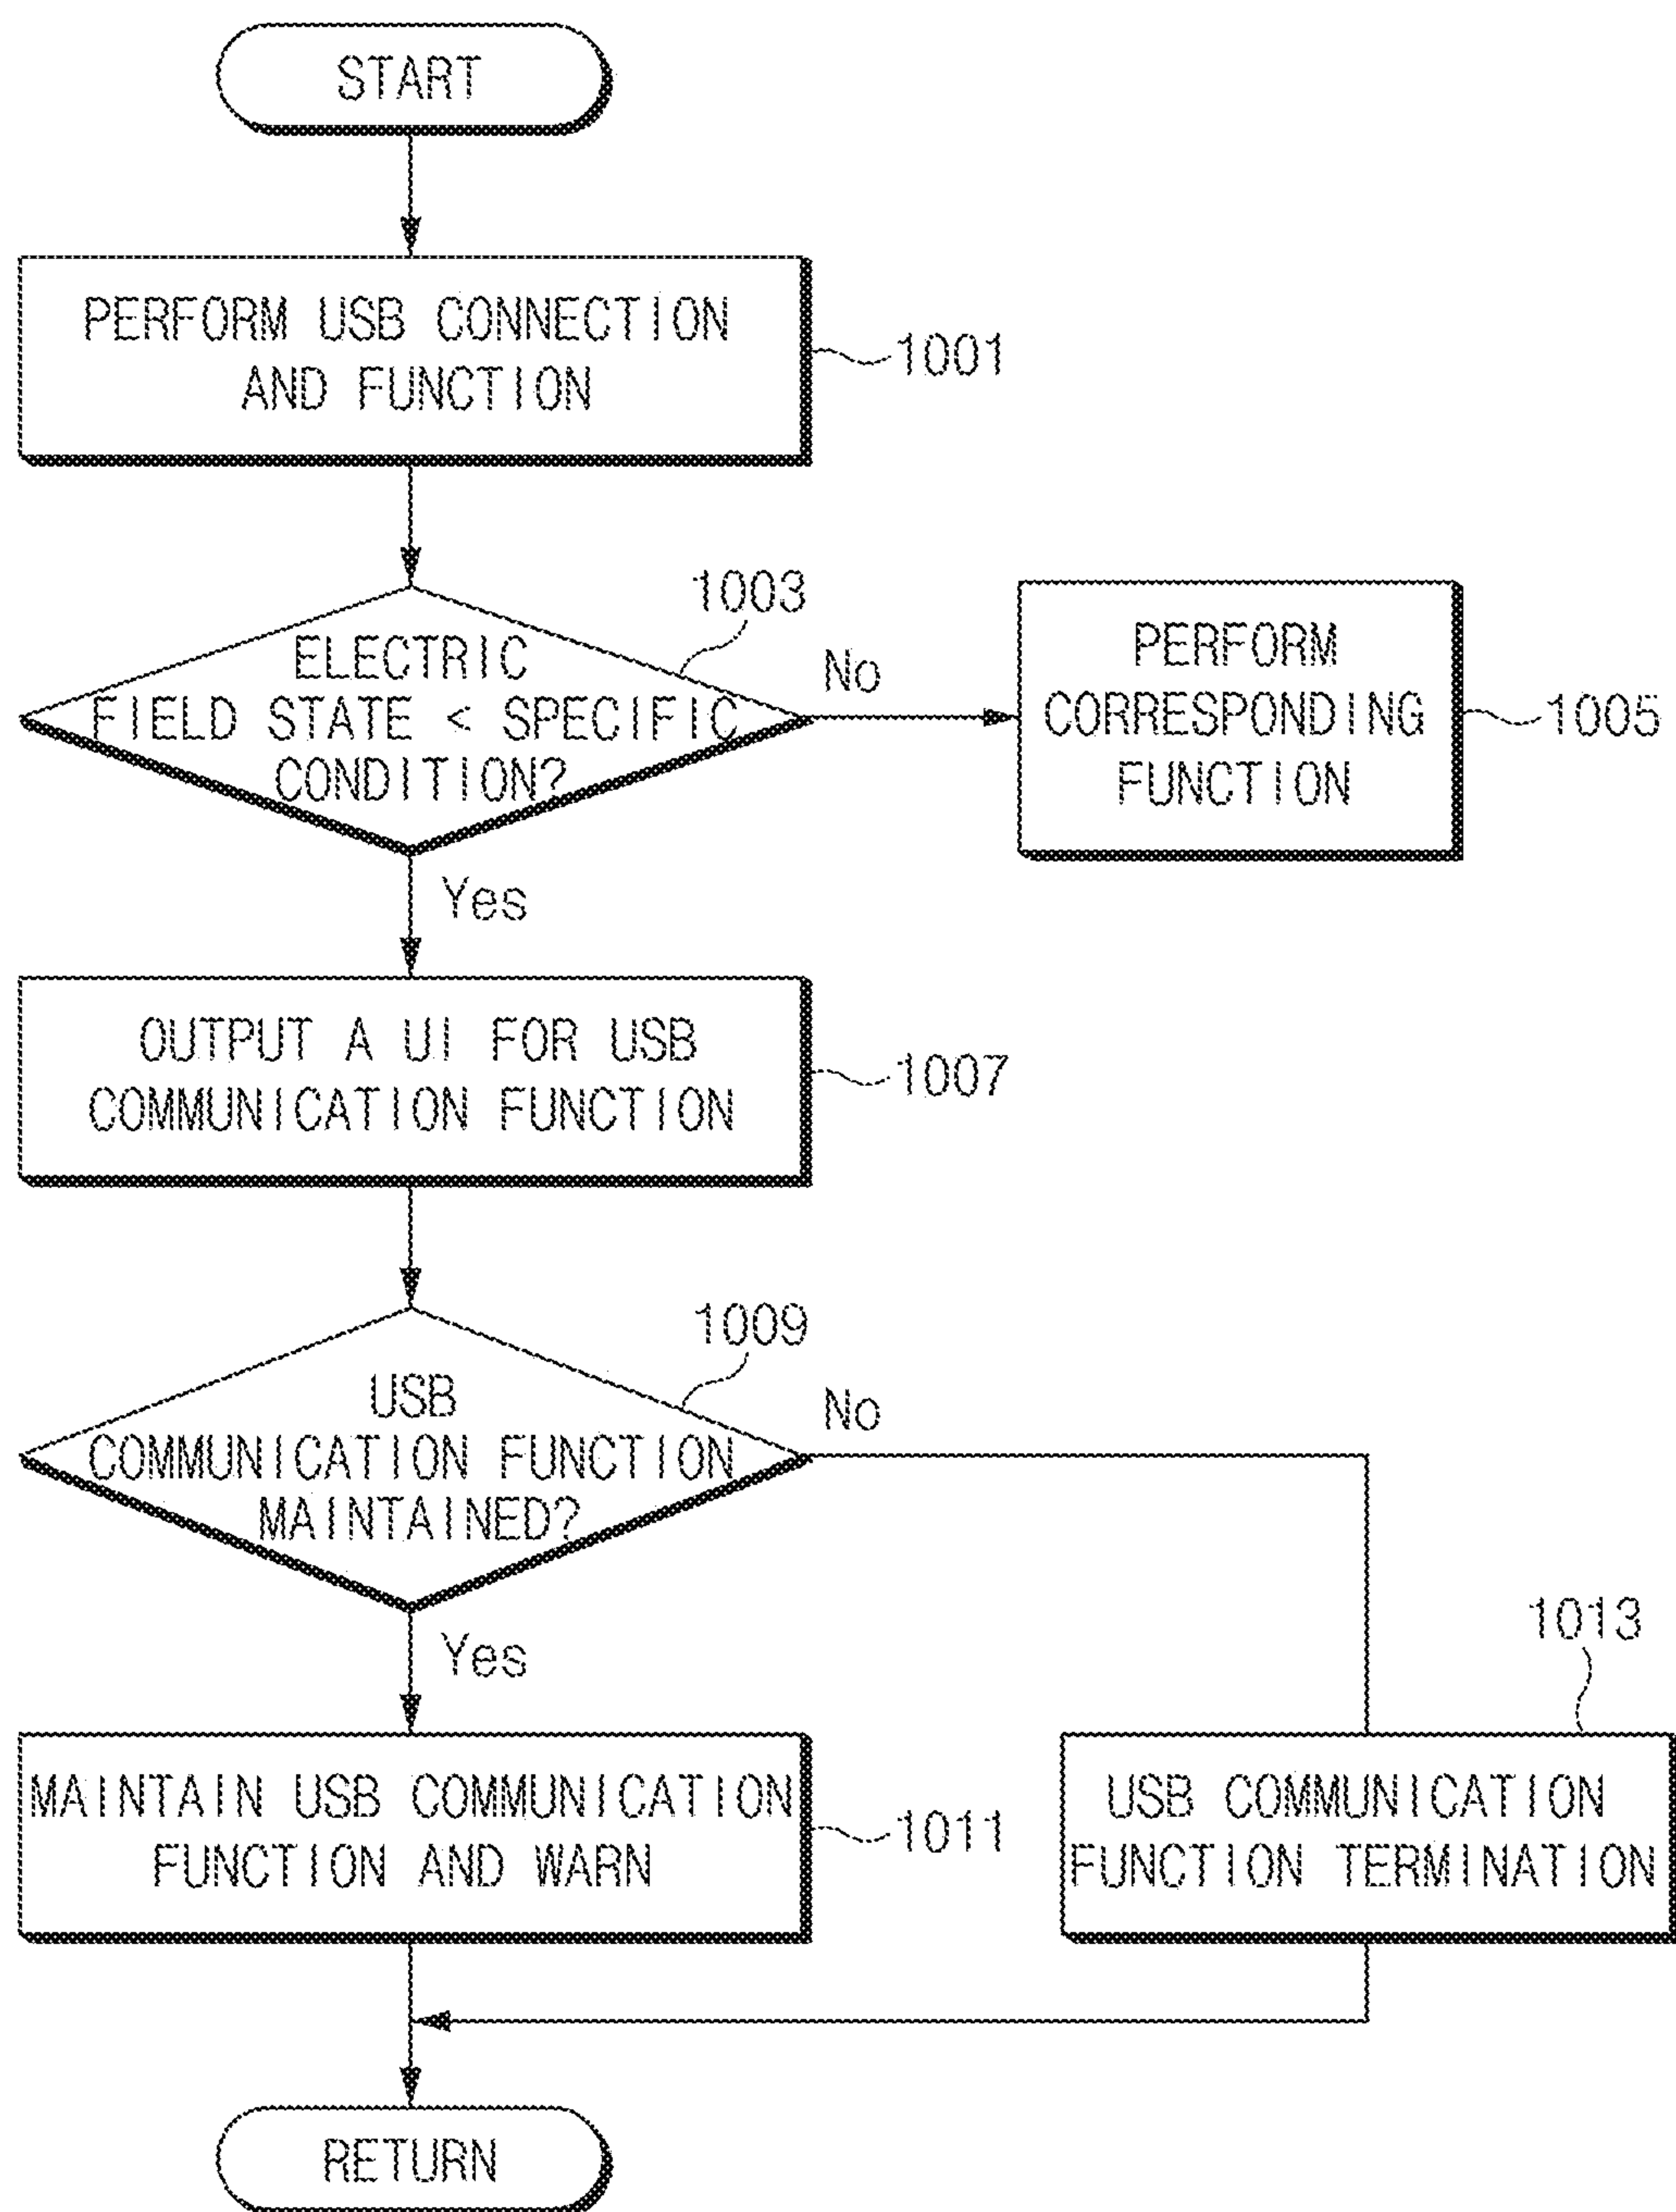 START
PERFORM USB CONNECTION
AND FUNCTION
1001
1003
ELECTRIC
FIELD STATE < SPECIFIC
CONDITION?
No
PERFORM
CORRESPONDING
FUNCTION
1005
Yes
OUTPUT A UI FOR USB
COMMUNICATION FUNCTION
1007
1009
USB
COMMUNICATION FUNCTION
MAINTAINED?
No
Yes
1013
MAINTAIN USB COMMUNICATION
FUNCTION AND WARN
1011
USB COMMUNICATION
FUNCTION TERMINATION
RETURN